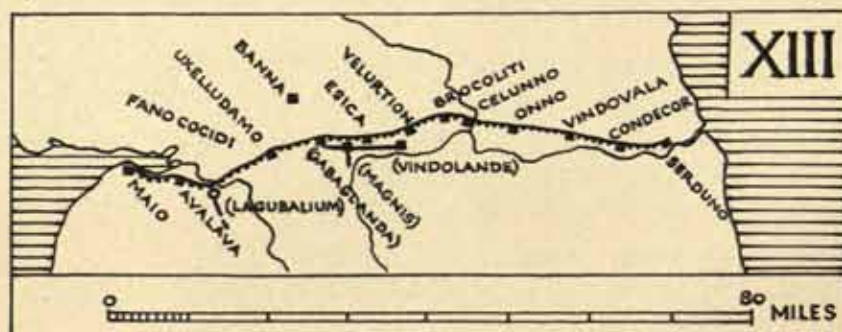 XIII
FANO COCIDI
UXELLUDAMO
BANNA
ESICA
VELURTION
BROCOLITI
CELUNNO
ONNO
VINDOVALA
CONDECOR
SERDUNO
MAIO
AVALAVA
(LAGUBALIUM)
GABAGLANDA)
(MAGNIS)
(VINDOLANDE)
0
80
MILES